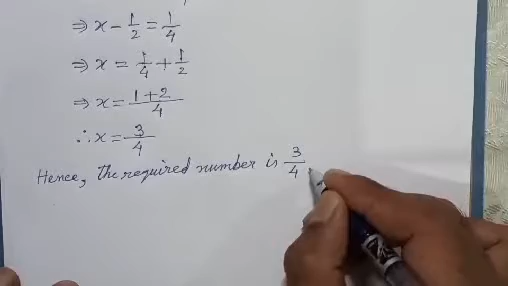 ⇒ x - 1/2 = 1/4
⇒ x = 1/4 + 1/2
⇒ x = 1+2/4
∴ x = 3/4
Hence, The required number is 3/4.